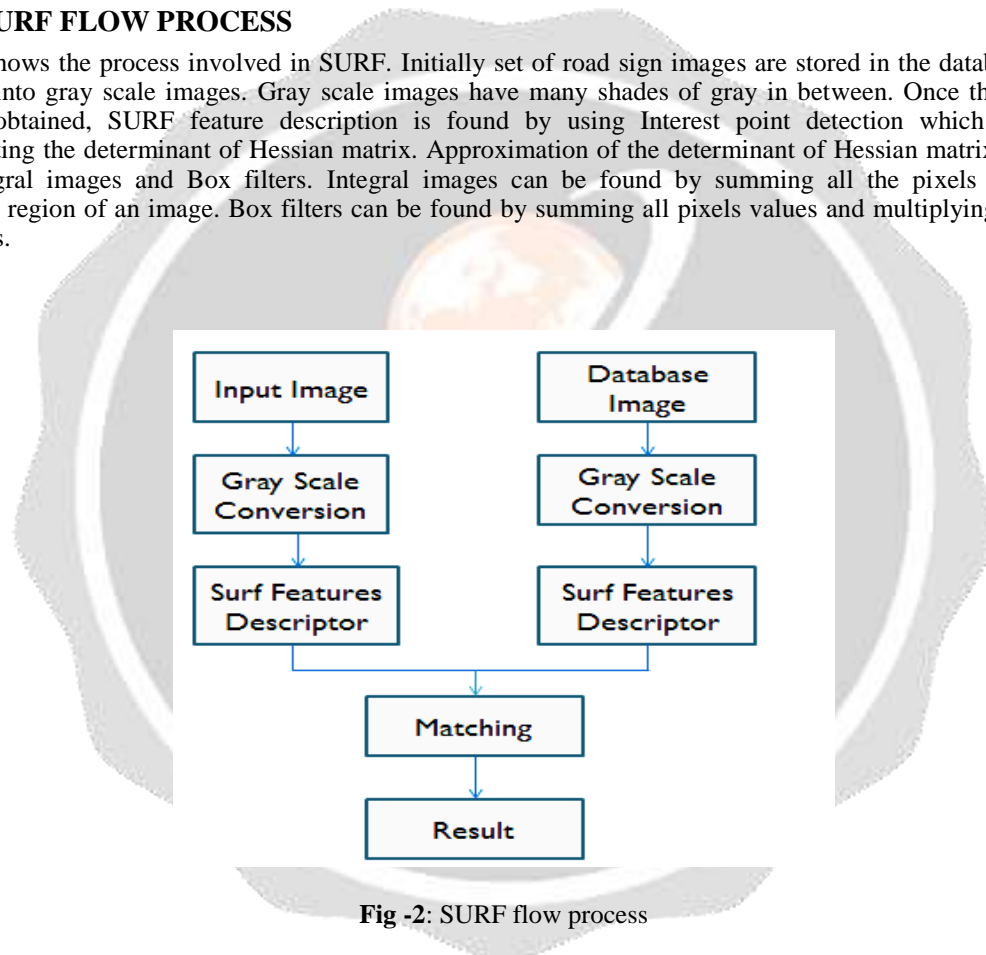 URF FLOW PROCESS
hows the process involved in SURF. Initially set of road sign images are stored in the datab
into gray scale images. Gray scale images have many shades of gray in between. Once th
obtained, SURF feature description is found by using Interest point detection which
ting the determinant of Hessian matrix. Approximation of the determinant of Hessian matrix
gral images and Box filters. Integral images can be found by summing all the pixels
region of an image. Box filters can be found by summing all pixels values and multiplying
s.
Input Image
Database
Image
Gray Scale
Conversion
Gray Scale
Conversion
Surf Features
Descriptor
Surf Features
Descriptor
Matching
Result
Fig -2: SURF flow process